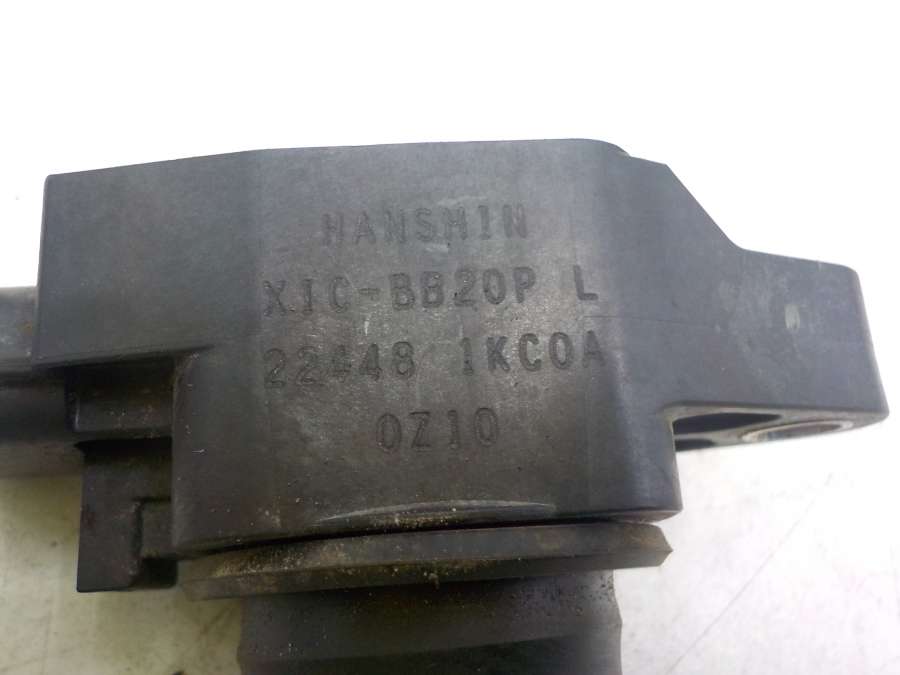 HANSHIN
XIC-BB20P L
22448 1KC0A
0Z10